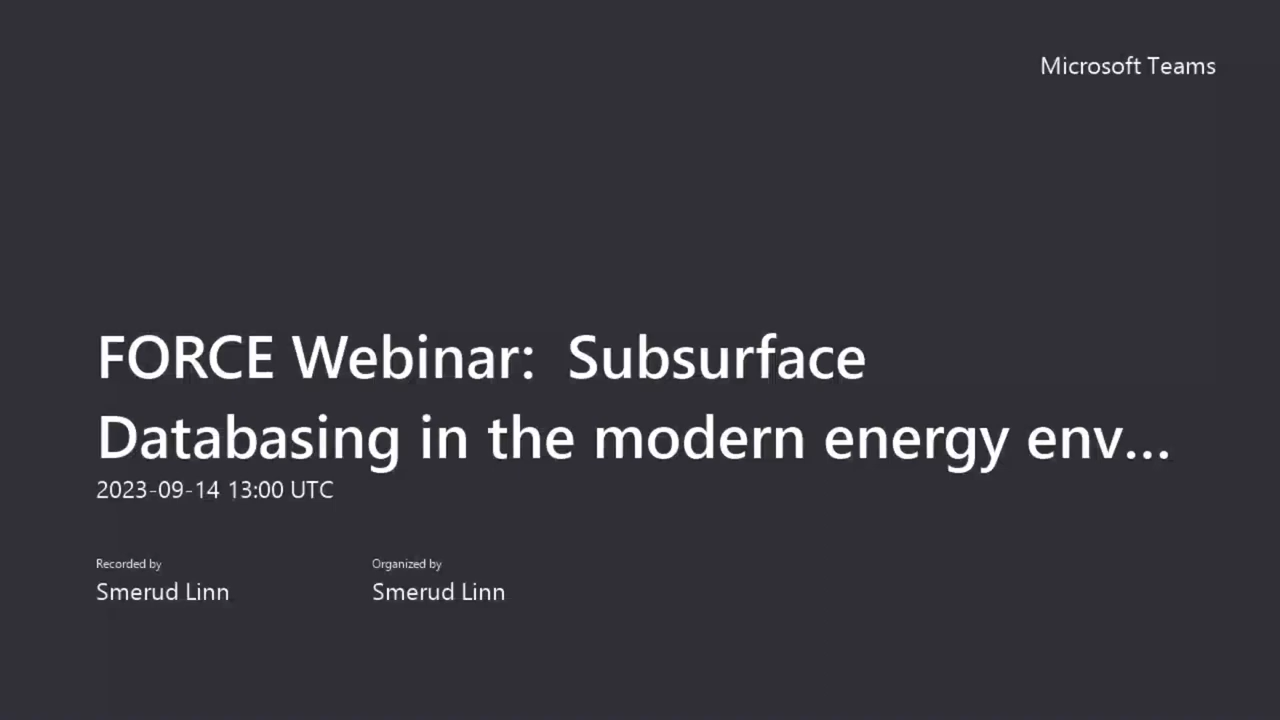 Microsoft Teams
FORCE Webinar: Subsurface
Databasing in the modern energy env...
2023-09-14 13:00 UTC
Recorded by
Smerud Linn
Organized by
Smerud Linn